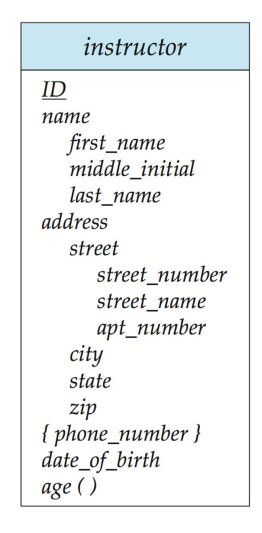 instructor
ID
name
first_name
middle_initial
last_name
address
street
street_number
street_name
apt_number
city
state
zip
{ phone_number }
date_of_birth
age ( )